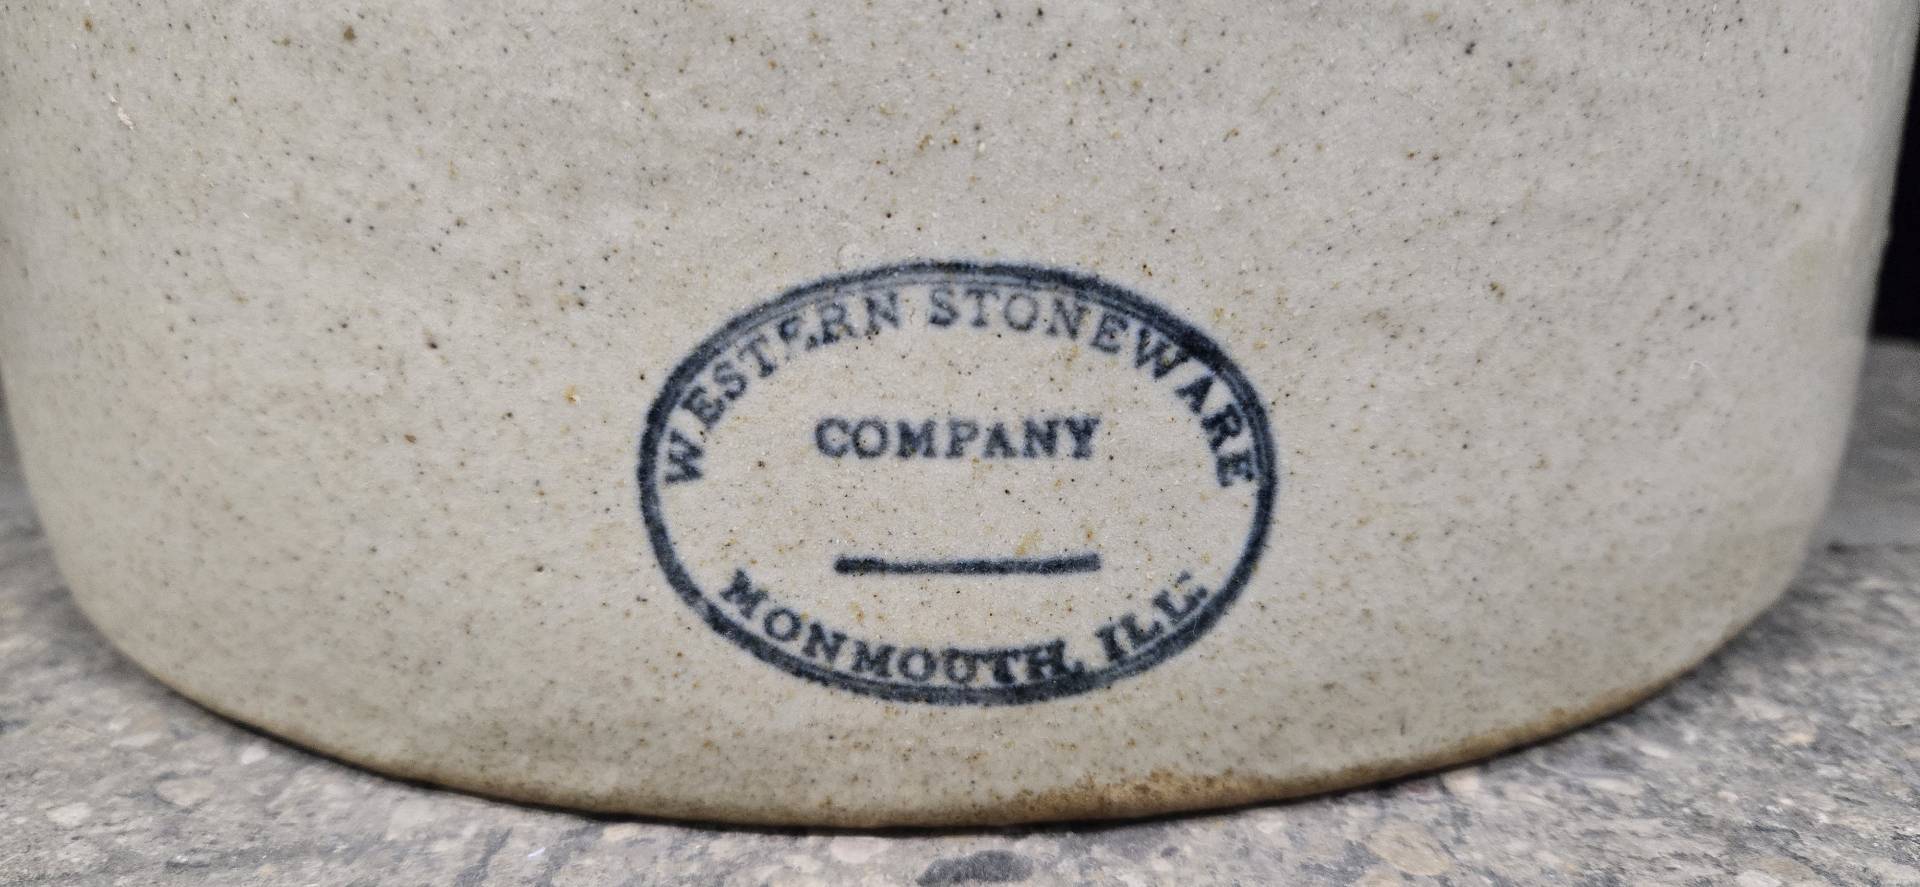 WESTERN STONEWARE
COMPANY
MONMOUTH, ILL.